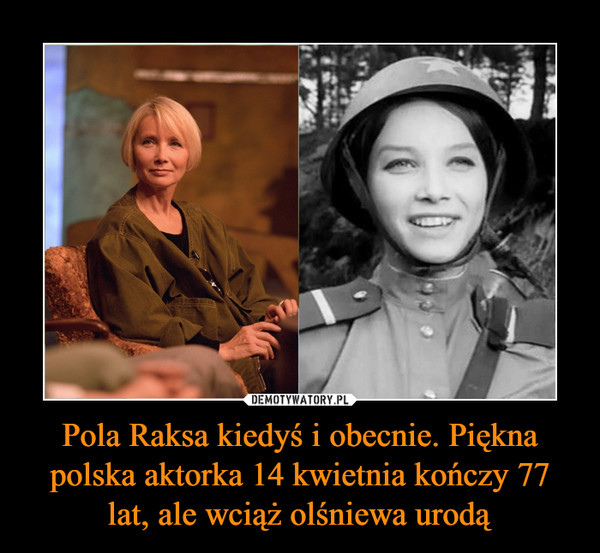 DEMOTYWATORY.PL
Pola Raksa kiedyś i obecnie. Piękna
polska aktorka 14 kwietnia kończy 77
lat, ale wciąż olśniewa urodą